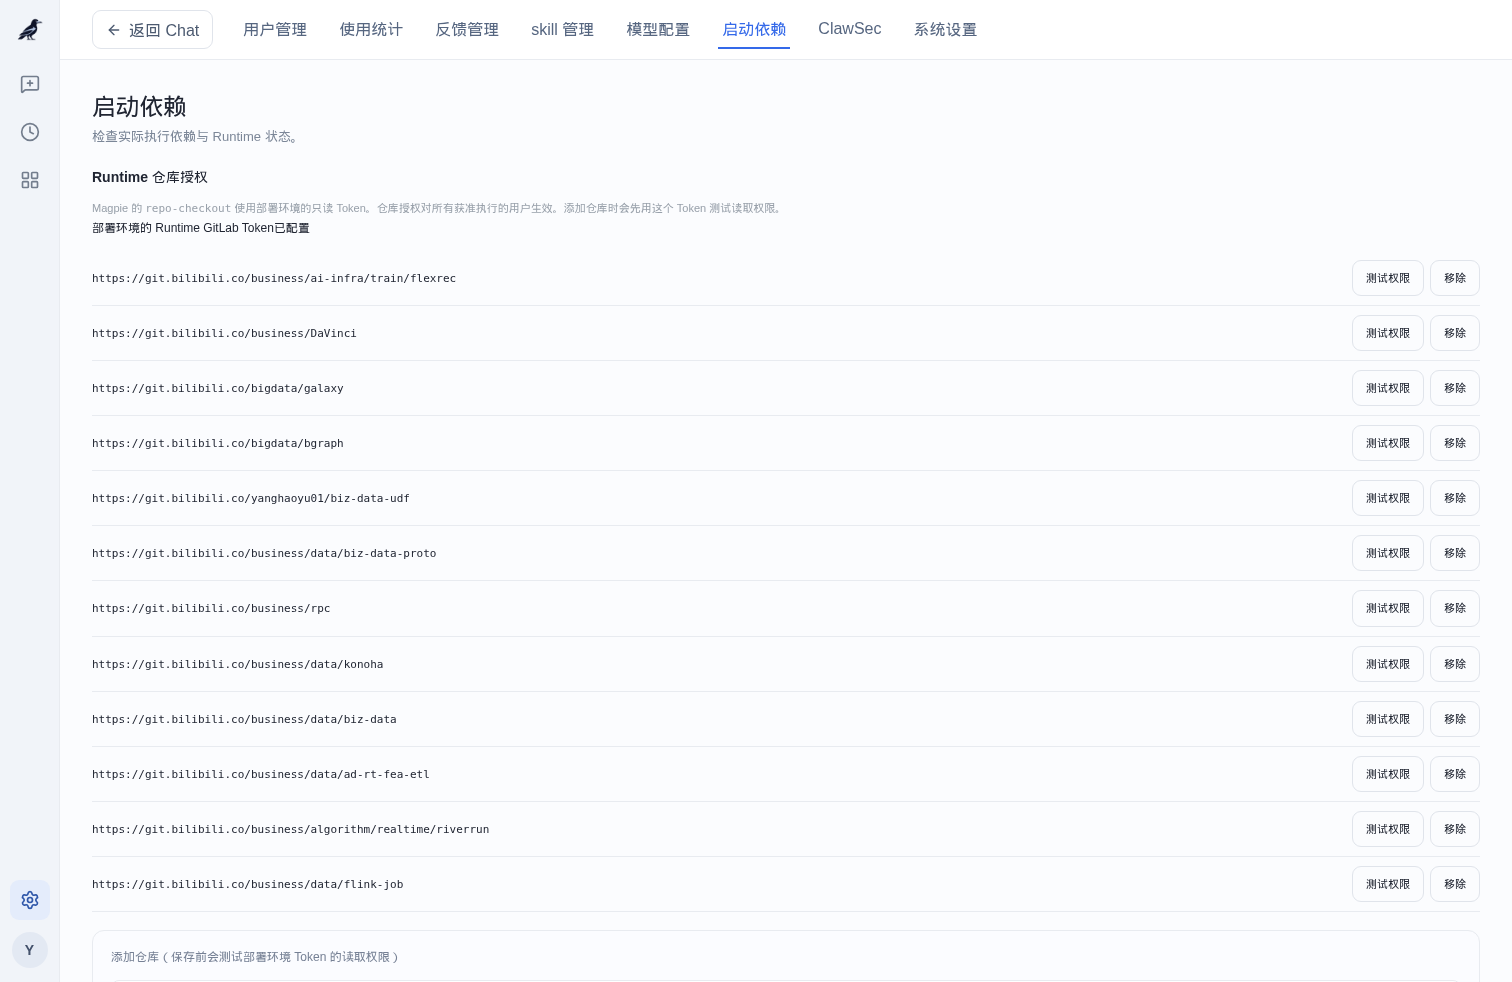 返回 Chat
用户管理
使用统计
反馈管理
skill 管理
模型配置
启动依赖
ClawSec
系统设置
启动依赖
检查实际执行依赖与 Runtime 状态。
Runtime 仓库授权
Magpie 的 repo-checkout 使用部署环境的只读 Token。仓库授权对所有获准执行的用户生效。添加仓库时会先用这个 Token 测试读取权限。
部署环境的 Runtime GitLab Token已配置
https://git.bilibili.co/business/ai-infra/train/flexrec 测试权限 移除
https://git.bilibili.co/business/DaVinci 测试权限 移除
https://git.bilibili.co/bigdata/galaxy 测试权限 移除
https://git.bilibili.co/bigdata/bgraph 测试权限 移除
https://git.bilibili.co/yanghaoyu01/biz-data-udf 测试权限 移除
https://git.bilibili.co/business/data/biz-data-proto 测试权限 移除
https://git.bilibili.co/business/rpc 测试权限 移除
https://git.bilibili.co/business/data/konoha 测试权限 移除
https://git.bilibili.co/business/data/biz-data 测试权限 移除
https://git.bilibili.co/business/data/ad-rt-fea-etl 测试权限 移除
https://git.bilibili.co/business/algorithm/realtime/riverrun 测试权限 移除
https://git.bilibili.co/business/data/flink-job 测试权限 移除
添加仓库（保存前会测试部署环境 Token 的读取权限）
Y